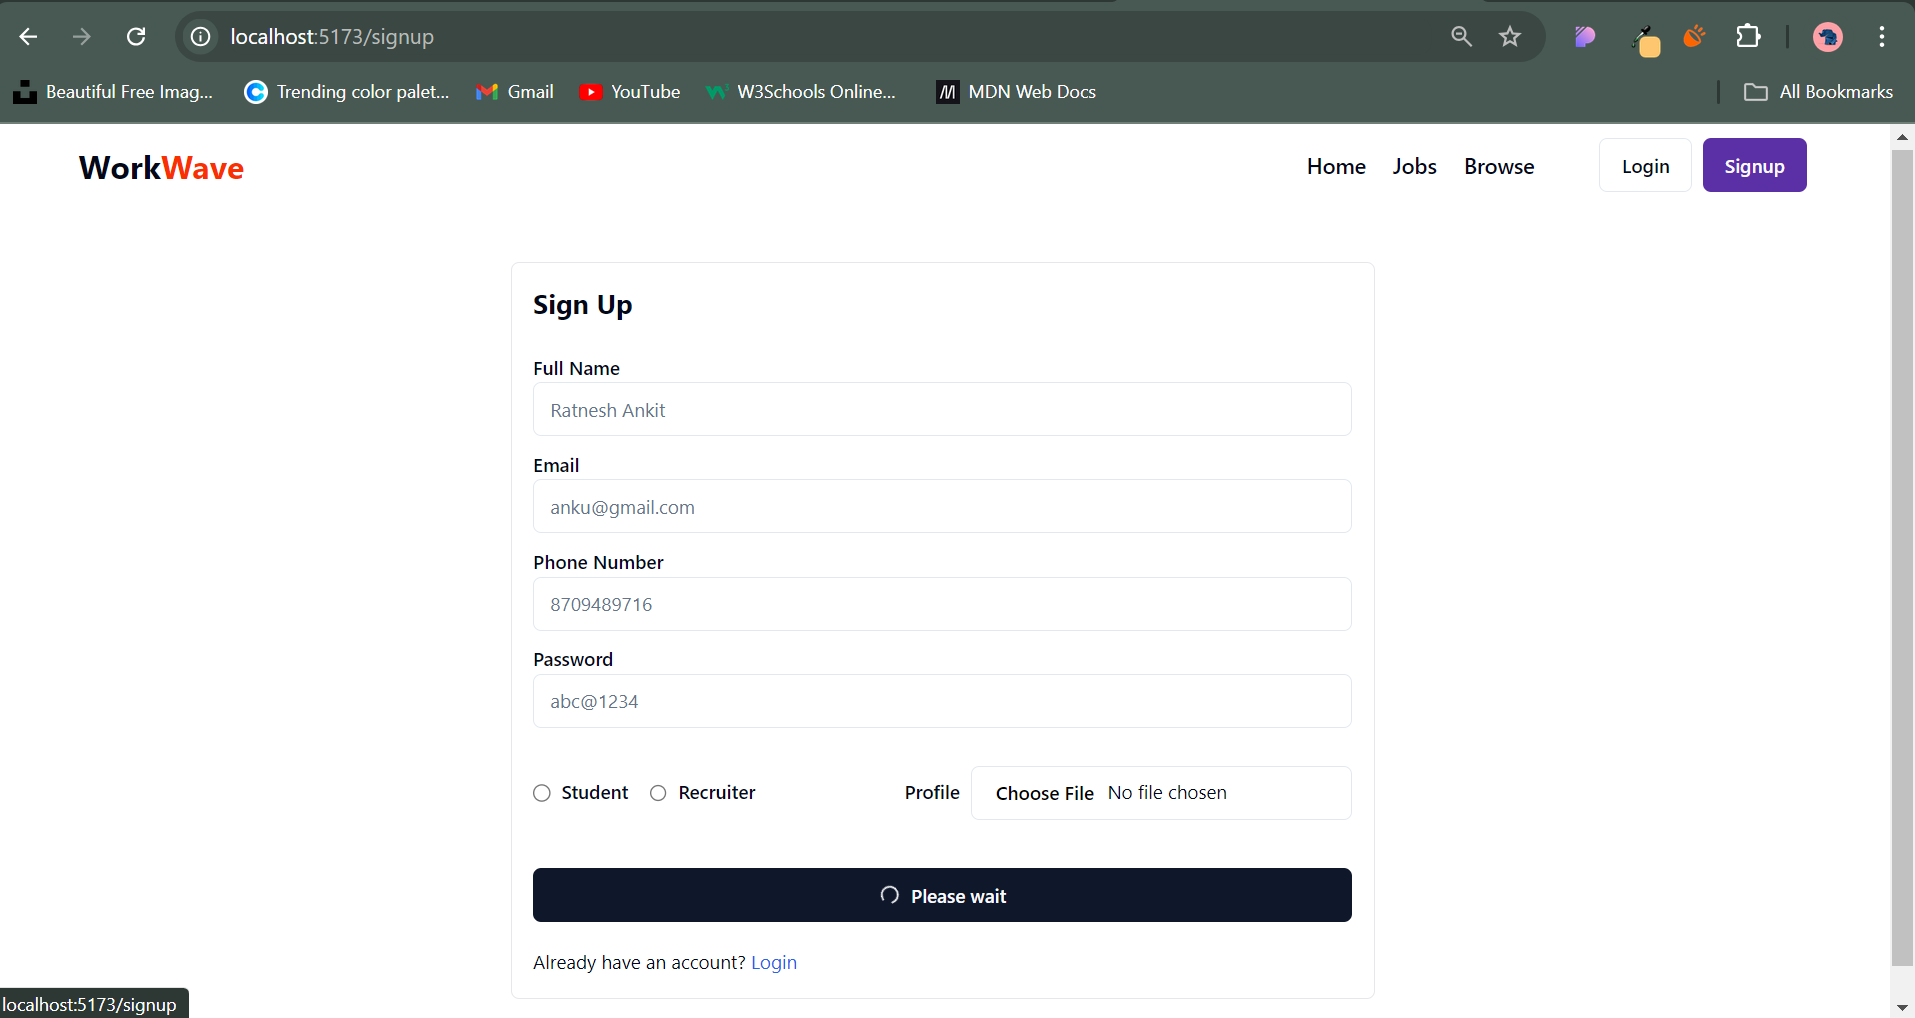 localhost:5173/signup
Beautiful Free Imag... Trending color palet... Gmail YouTube W3Schools Online... MDN Web Docs All Bookmarks
WorkWave Home Jobs Browse Login Signup
Sign Up
Full Name
Ratnesh Ankit
Email
anku@gmail.com
Phone Number
8709489716
Password
abc@1234
Student Recruiter Profile Choose File No file chosen
Please wait
Already have an account? Login
localhost:5173/signup